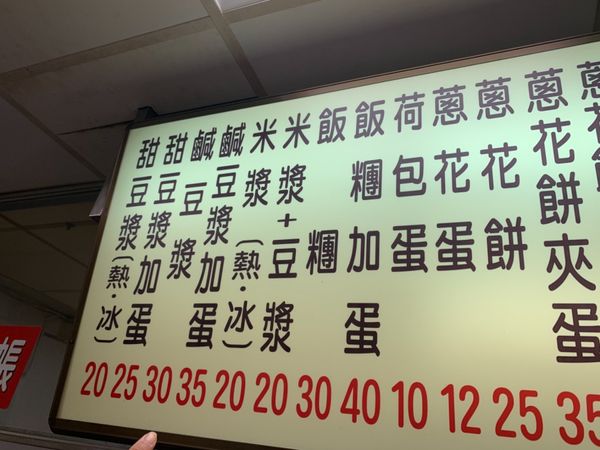 甜豆漿(熱·冰)
甜豆漿加蛋
鹹豆漿
鹹豆漿加蛋
米漿(熱·冰)
米漿+豆漿
飯糰
飯糰加蛋
荷包蛋
蔥花蛋
蔥花餅
蔥花餅夾蛋
蔥花
20 25 30 35 20 20 30 40 10 12 25 35
帳